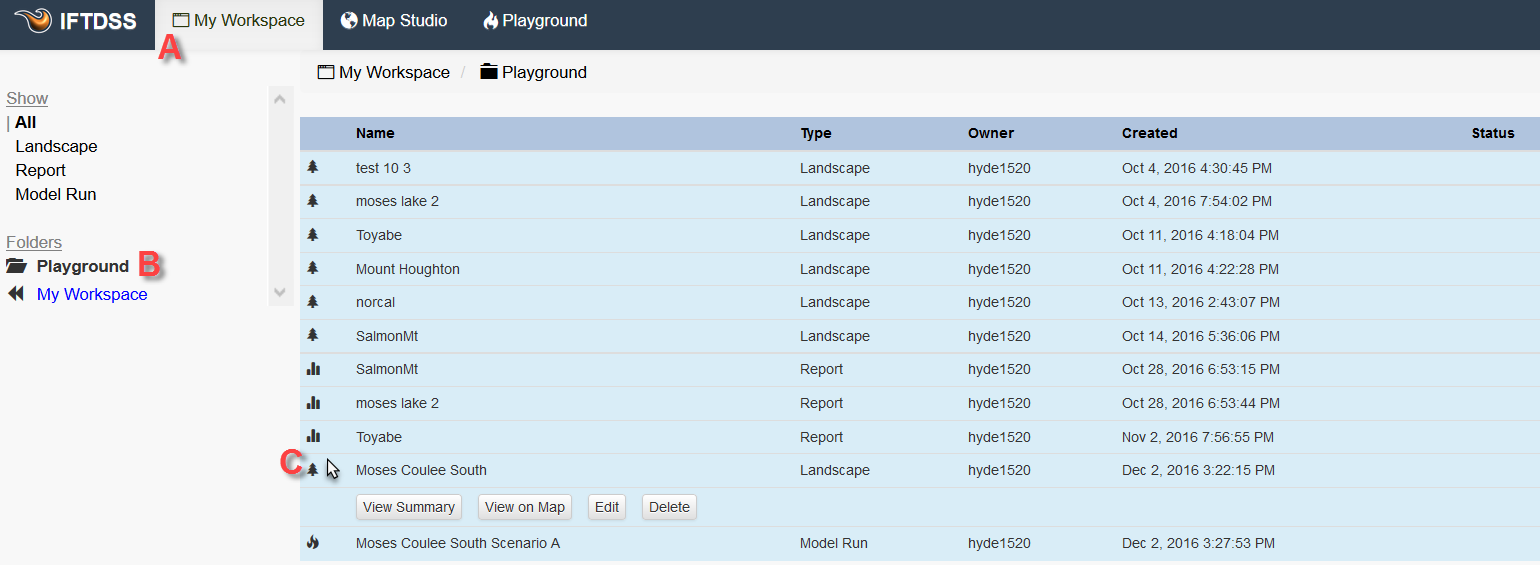 IFTDSS My Workspace Map Studio Playground
A
My Workspace / Playground
Show
| All
Landscape
Report
Model Run
Folders
Playground B
My Workspace
Name Type Owner Created Status
test 10 3 Landscape hyde1520 Oct 4, 2016 4:30:45 PM
moses lake 2 Landscape hyde1520 Oct 4, 2016 7:54:02 PM
Toyabe Landscape hyde1520 Oct 11, 2016 4:18:04 PM
Mount Houghton Landscape hyde1520 Oct 11, 2016 4:22:28 PM
norcal Landscape hyde1520 Oct 13, 2016 2:43:07 PM
SalmonMt Landscape hyde1520 Oct 14, 2016 5:36:06 PM
SalmonMt Report hyde1520 Oct 28, 2016 6:53:15 PM
moses lake 2 Report hyde1520 Oct 28, 2016 6:53:44 PM
Toyabe Report hyde1520 Nov 2, 2016 7:56:55 PM
C Moses Coulee South Landscape hyde1520 Dec 2, 2016 3:22:15 PM
View Summary View on Map Edit Delete
Moses Coulee South Scenario A Model Run hyde1520 Dec 2, 2016 3:27:53 PM